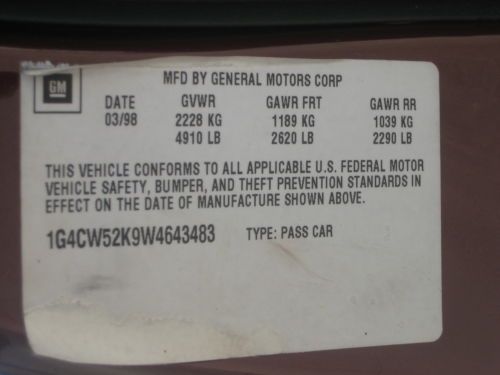 GM
MFD BY GENERAL MOTORS CORP
DATE GVWR GAWR FRT GAWR RR
03/98 2228 KG 1189 KG 1039 KG
4910 LB 2620 LB 2290 LB
THIS VEHICLE CONFORMS TO ALL APPLICABLE U.S. FEDERAL MOTOR
VEHICLE SAFETY, BUMPER, AND THEFT PREVENTION STANDARDS IN
EFFECT ON THE DATE OF MANUFACTURE SHOWN ABOVE.
1G4CW52K9W4643483 TYPE: PASS CAR